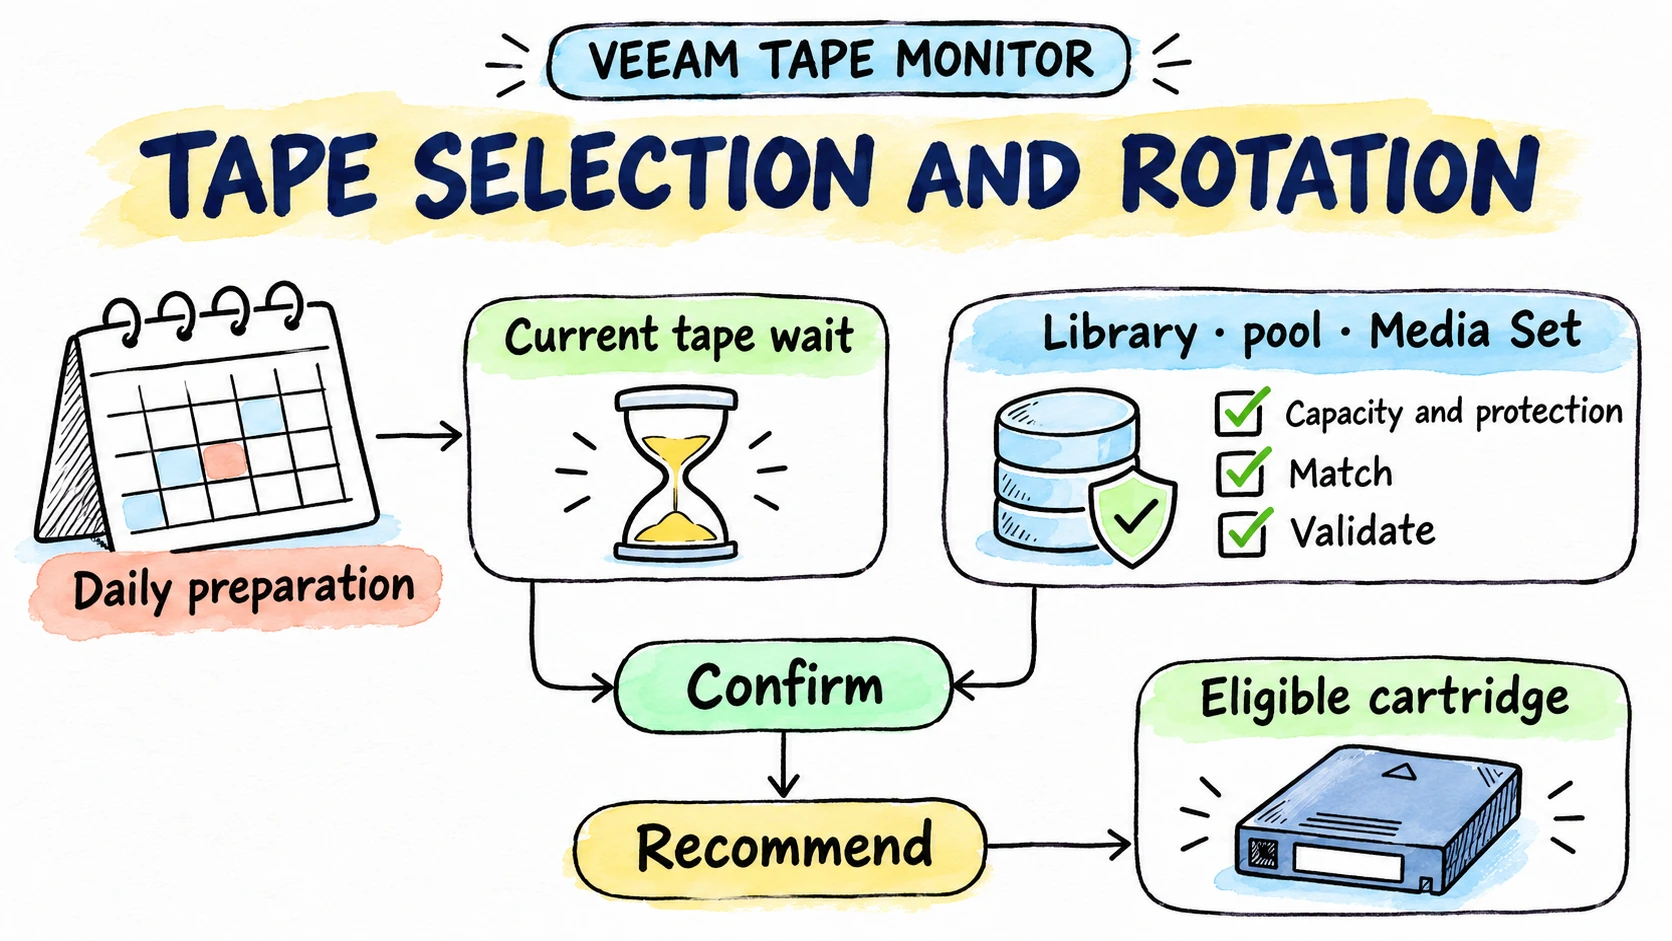 VEEAM TAPE MONITOR
TAPE SELECTION AND ROTATION
Current tape wait
Library · pool · Media Set
Capacity and protection
Match
Validate
Daily preparation
Confirm
Eligible cartridge
Recommend